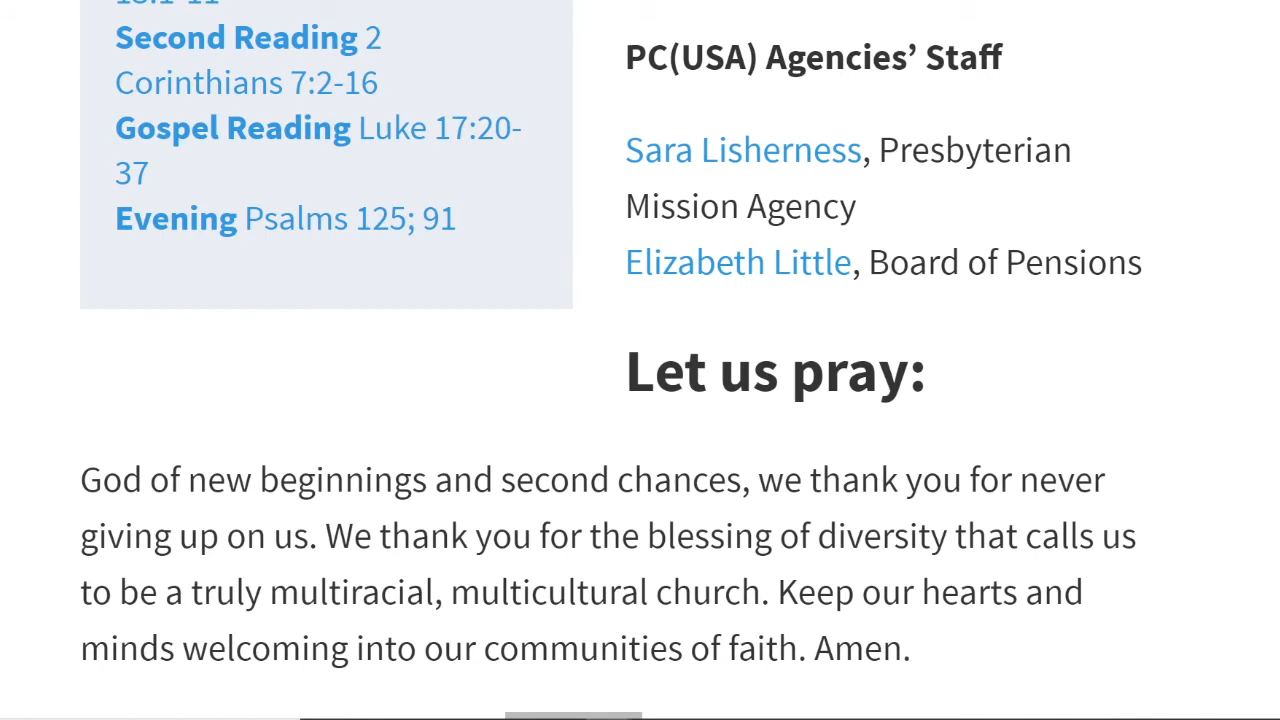 Second Reading 2
Corinthians 7:2-16
Gospel Reading Luke 17:20-
37
Evening Psalms 125; 91
PC(USA) Agencies’ Staff
Sara Lisherness, Presbyterian
Mission Agency
Elizabeth Little, Board of Pensions
Let us pray:
God of new beginnings and second chances, we thank you for never
giving up on us. We thank you for the blessing of diversity that calls us
to be a truly multiracial, multicultural church. Keep our hearts and
minds welcoming into our communities of faith. Amen.